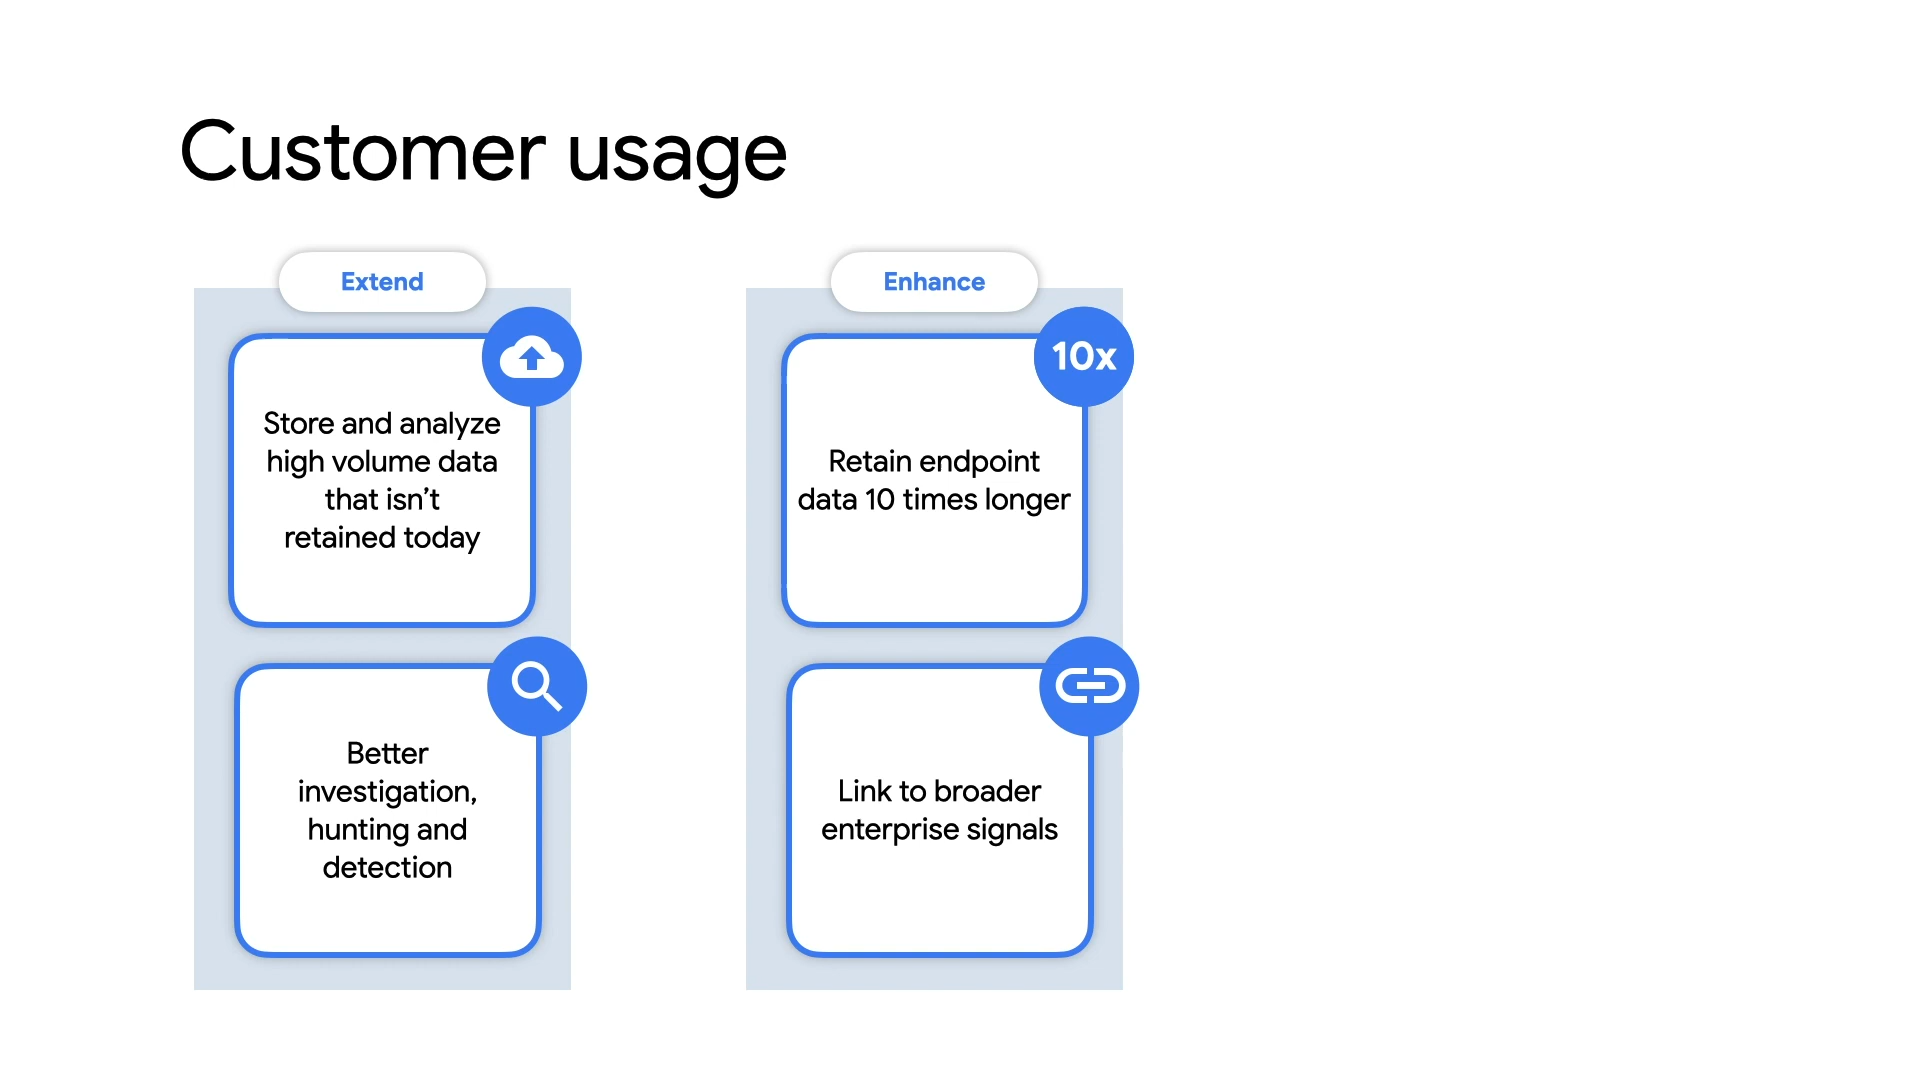 Customer usage
Extend
Store and analyze
high volume data
that isn’t
retained today
Better
investigation,
hunting and
detection
Enhance
10x
Retain endpoint
data 10 times longer
Link to broader
enterprise signals